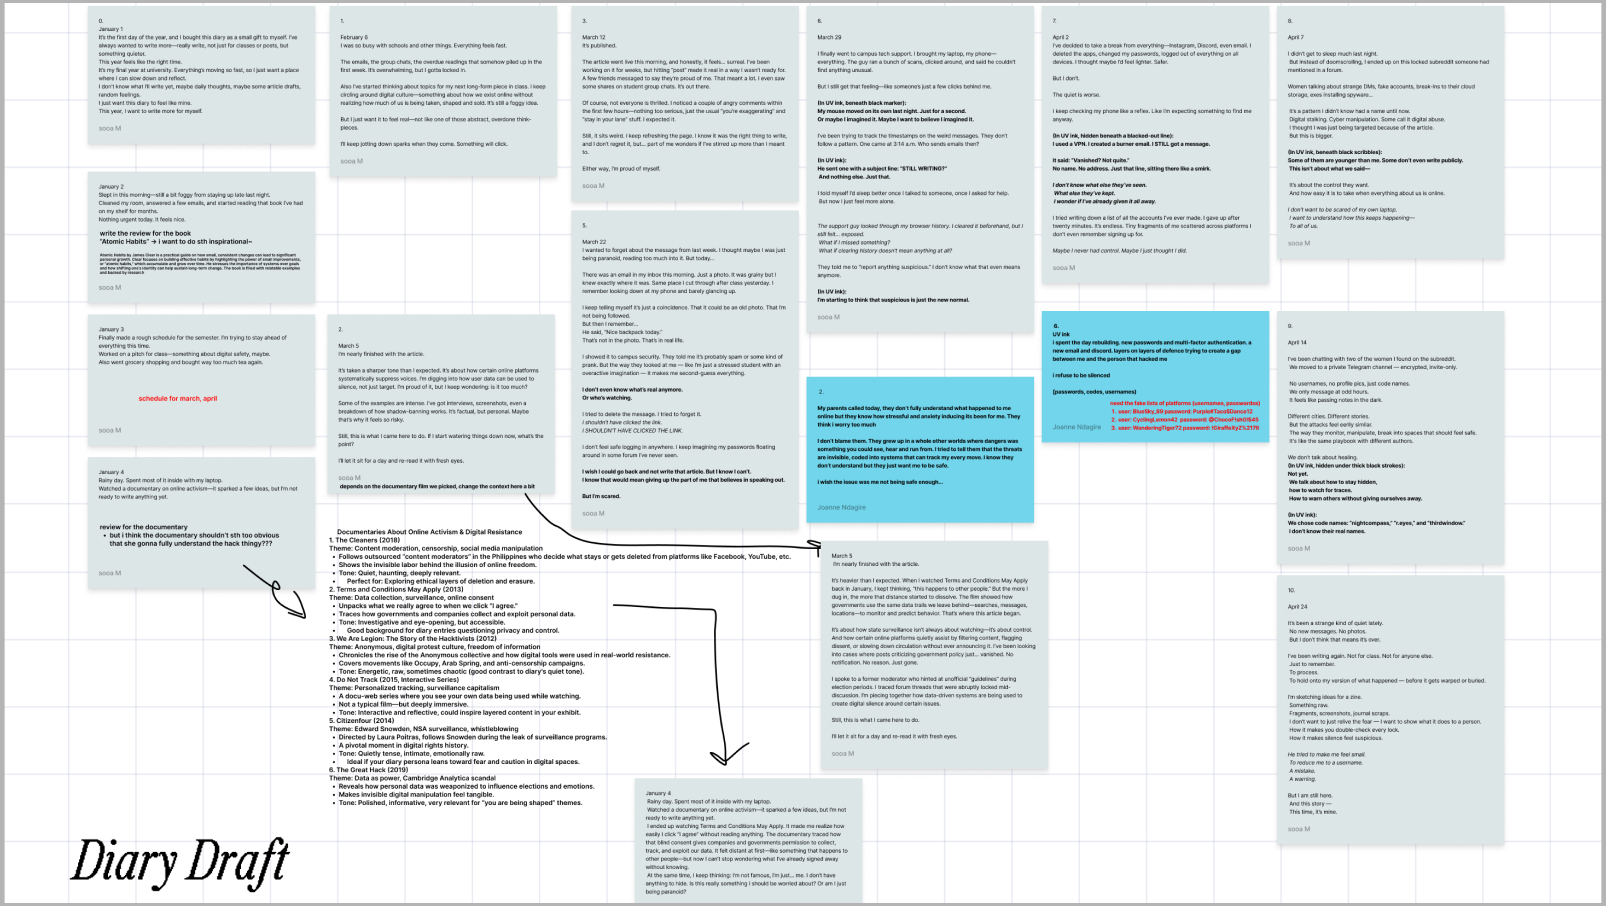 0.
January 1
It's the first day of the year, and I bought this diary as a small gift to myself. I've
always wanted to write more—really write, not just for classes or posts, but
something quieter.
This year feels like the right time.
It's my final year at university. Everything's moving so fast, so I just want a place
where I can slow down and reflect.
I don't know what I'll write yet, maybe daily thoughts, maybe some article drafts,
random feelings.
I just want this diary to feel like mine.
This year, I want to write more for myself.
sooa M
January 2
Slept in this morning—still a bit foggy from staying up late last night.
Cleaned my room, answered a few emails, and started reading that book I've had
on my shelf for months.
Nothing urgent today. It feels nice.
write the review for the book
"Atomic Habits" → i want to do sth inspirational~
Atomic Habits by James Clear is a practical guide on how small, consistent changes can lead to significant
personal growth. Clear focuses on building effective habits by highlighting the power of small improvements,
or "atomic habits," which accumulate and grow over time. He stresses the importance of systems over goals
and how shifting one's identity can help sustain long-term change. The book is filled with relatable examples
and backed by research
sooa M
January 3
Finally made a rough schedule for the semester. I'm trying to stay ahead of
everything this time.
Worked on a pitch for class—something about digital safety, maybe.
Also went grocery shopping and bought way too much tea again.
schedule for march, april
sooa M
January 4
Rainy day. Spent most of it inside with my laptop.
Watched a documentary on online activism—it sparked a few ideas, but I'm not
ready to write anything yet.
review for the documentary
• but i think the documentary shouldn't sth too obvious
that she gonna fully understand the hack thingy???
sooa M
1.
February 6
I was so busy with schools and other things. Everything feels fast.
The emails, the group chats, the overdue readings that somehow piled up in the
first week. It's overwhelming, but I gotta locked in.
Also I've started thinking about topics for my next long-form piece in class. I keep
circling around digital culture—something about how we exist online without
realizing how much of us is being taken, shaped and sold. It's still a foggy idea.
But I just want it to feel real—not like one of those abstract, overdone think-
pieces.
I'll keep jotting down sparks when they come. Something will click.
sooa M
2.
March 5
I'm nearly finished with the article.
It's taken a sharper tone than I expected. It's about how certain online platforms
systematically suppress voices. I'm digging into how user data can be used to
silence, not just target. I'm proud of it, but I keep wondering: is it too much?
Some of the examples are intense. I've got interviews, screenshots, even a
breakdown of how shadow-banning works. It's factual, but personal. Maybe
that's why it feels so risky.
Still, this is what I came here to do. If I start watering things down now, what's the
point?
I'll let it sit for a day and re-read it with fresh eyes.
sooa M
depends on the documentary film we picked, change the context here a bit
Documentaries About Online Activism & Digital Resistance
1. The Cleaners (2018)
Theme: Content moderation, censorship, social media manipulation
• Follows outsourced "content moderators" in the Philippines who decide what stays or gets deleted from platforms like Facebook, YouTube, etc.
• Shows the invisible labor behind the illusion of online freedom.
• Tone: Quiet, haunting, deeply relevant.
• Perfect for: Exploring ethical layers of deletion and erasure.
2. Terms and Conditions May Apply (2013)
Theme: Data collection, surveillance, online consent
• Unpacks what we really agree to when we click "I agree."
• Traces how governments and companies collect and exploit personal data.
• Tone: Investigative and eye-opening, but accessible.
• Good background for diary entries questioning privacy and control.
3. We Are Legion: The Story of the Hacktivists (2012)
Theme: Anonymous, digital protest culture, freedom of information
• Chronicles the rise of the Anonymous collective and how digital tools were used in real-world resistance.
• Covers movements like Occupy, Arab Spring, and anti-censorship campaigns.
• Tone: Energetic, raw, sometimes chaotic (good contrast to diary's quiet tone).
4. Do Not Track (2015, Interactive Series)
Theme: Personalized tracking, surveillance capitalism
• A docu-web series where you see your own data being used while watching.
• Not a typical film—but deeply immersive.
• Tone: Interactive and reflective, could inspire layered content in your exhibit.
5. Citizenfour (2014)
Theme: Edward Snowden, NSA surveillance, whistleblowing
• Directed by Laura Poitras, follows Snowden during the leak of surveillance programs.
• A pivotal moment in digital rights history.
• Tone: Quietly tense, intimate, emotionally raw.
• Ideal if your diary persona leans toward fear and caution in digital spaces.
6. The Great Hack (2019)
Theme: Data as power, Cambridge Analytica scandal
• Reveals how personal data was weaponized to influence elections and emotions.
• Makes invisible digital manipulation feel tangible.
• Tone: Polished, informative, very relevant for "you are being shaped" themes.
3.
March 12
It's published.
The article went live this morning, and honestly, it feels... surreal. I've been
working on it for weeks, but hitting "post" made it real in a way I wasn't ready for.
A few friends messaged to say they're proud of me. That meant a lot. I even saw
some shares on student group chats. It's out there.
Of course, not everyone is thrilled. I noticed a couple of angry comments within
the first few hours—nothing too serious, just the usual "you're exaggerating" and
"stay in your lane" stuff. I expected it.
Still, it sits weird. I keep refreshing the page. I know it was the right thing to write,
and I don't regret it, but... part of me wonders if I've stirred up more than I meant
to.
Either way, I'm proud of myself.
sooa M
5.
March 22
I wanted to forget about the message from last week. I thought maybe I was just
being paranoid, reading too much into it. But today...
There was an email in my inbox this morning. Just a photo. It was grainy but I
knew exactly where it was. Same place I cut through after class yesterday. I
remember looking down at my phone and barely glancing up.
I keep telling myself it's just a coincidence. That it could be an old photo. That I'm
not being followed.
But then I remember...
He said, "Nice backpack today."
That's not in the photo. That's in real life.
I showed it to campus security. They told me it's probably spam or some kind of
prank. But the way they looked at me — like I'm just a stressed student with an
overactive imagination — it makes me second-guess everything.
I don't even know what's real anymore.
Or who's watching.
I tried to delete the message. I tried to forget it.
I shouldn't have clicked the link.
I SHOULDN'T HAVE CLICKED THE LINK.
I don't feel safe logging in anywhere. I keep imagining my passwords floating
around in some forum I've never seen.
I wish I could go back and not write that article. But I know I can't.
I know that would mean giving up the part of me that believes in speaking out.
But I'm scared.
sooa M
6.
March 29
I finally went to campus tech support. I brought my laptop, my phone—
everything. The guy ran a bunch of scans, clicked around, and said he couldn't
find anything unusual.
But I still get that feeling—like someone's just a few clicks behind me.
(In UV ink, beneath black marker):
My mouse moved on its own last night. Just for a second.
Or maybe I imagined it. Maybe I want to believe I imagined it.
I've been trying to track the timestamps on the weird messages. They don't
follow a pattern. One came at 3:14 a.m. Who sends emails then?
(In UV ink):
He sent one with a subject line: "STILL WRITING?"
And nothing else. Just that.
I told myself I'd sleep better once I talked to someone, once I asked for help.
But now I just feel more alone.
The support guy looked through my browser history. I cleared it beforehand, but I
still felt... exposed.
What if I missed something?
What if clearing history doesn't mean anything at all?
They told me to "report anything suspicious." I don't know what that even means
anymore.
(In UV ink):
I'm starting to think that suspicious is just the new normal.
sooa M
2.
My parents called today, they don't fully understand what happened to me
online but they know how stressful and anxiety inducing its been for me. They
think i worry too much
I don't blame them. They grew up in a whole other worlds where dangers was
something you could see, hear and run from. I tried to tell them that the threats
are invisible, coded into systems that can track my every move. I know they
don't understand but they just want me to be safe.
i wish the issue was me not being safe enough...
Joanne Ndagire
March 5
I'm nearly finished with the article.
It's heavier than I expected. When I watched Terms and Conditions May Apply
back in January, I kept thinking, "this happens to other people." But the more I
dug in, the more that distance started to dissolve. The film showed how
governments use the same data trails we leave behind—searches, messages,
locations—to monitor and predict behavior. That's where this article began.
It's about how state surveillance isn't always about watching—it's about control.
And how certain online platforms quietly assist by filtering content, flagging
dissent, or slowing down circulation without ever announcing it. I've been looking
into cases where posts criticizing government policy just... vanished. No
notification. No reason. Just gone.
I spoke to a former moderator who hinted at unofficial "guidelines" during
election periods. I traced forum threads that were abruptly locked mid-
discussion. I'm piecing together how data-driven systems are being used to
create digital silence around certain issues.
Still, this is what I came here to do.
I'll let it sit for a day and re-read it with fresh eyes.
sooa M
January 4
Rainy day. Spent most of it inside with my laptop.
Watched a documentary on online activism—it sparked a few ideas, but I'm not
ready to write anything yet.
I ended up watching Terms and Conditions May Apply. It made me realize how
easily I click "I agree" without reading anything. The documentary traced how
that blind consent gives companies and governments permission to collect,
track, and exploit our data. It felt distant at first—like something that happens to
other people—but now I can't stop wondering what I've already signed away
without knowing.
At the same time, I keep thinking: I'm not famous, I'm just... me. I don't have
anything to hide. Is this really something I should be worried about? Or am I just
being paranoid?
7.
April 2
I've decided to take a break from everything—Instagram, Discord, even email. I
deleted the apps, changed my passwords, logged out of everything on all
devices. I thought maybe I'd feel lighter. Safer.
But I don't.
The quiet is worse.
I keep checking my phone like a reflex. Like I'm expecting something to find me
anyway.
(In UV ink, hidden beneath a blacked-out line):
I used a VPN. I created a burner email. I STILL got a message.
It said: "Vanished? Not quite."
No name. No address. Just that line, sitting there like a smirk.
I don't know what else they've seen.
What else they've kept.
I wonder if I've already given it all away.
I tried writing down a list of all the accounts I've ever made. I gave up after
twenty minutes. It's endless. Tiny fragments of me scattered across platforms I
don't even remember signing up for.
Maybe I never had control. Maybe I just thought I did.
sooa M
6.
UV ink
i spent the day rebuilding, new passwords and multi-factor authentication. a
new email and discord. layers on layers of defence trying to create a gap
between me and the person that hacked me
i refuse to be silenced
[passwords, codes, usernames)
need the fake lists of platforms (usernames, passwordss)
1. user: BlueSky_89 password: Purple#Taco$Dance12
2. user: CyclingLemon42 password: @ChocoFish0!$45
3. user: WanderingTiger72 password: !GiraffeXyZ%2178
Joanne Ndagire
8.
April 7
I didn't get to sleep much last night.
But instead of doomscrolling, I ended up on this locked subreddit someone had
mentioned in a forum.
Women talking about strange DMs, fake accounts, break-ins to their cloud
storage, exes installing spyware...
It's a pattern I didn't know had a name until now.
Digital stalking. Cyber manipulation. Some call it digital abuse.
I thought I was just being targeted because of the article.
But this is bigger.
(In UV ink, beneath black scribbles):
Some of them are younger than me. Some don't even write publicly.
This isn't about what we said—
It's about the control they want.
And how easy it is to take when everything about us is online.
I don't want to be scared of my own laptop.
I want to understand how this keeps happening—
To all of us.
sooa M
9.
April 14
I've been chatting with two of the women I found on the subreddit.
We moved to a private Telegram channel — encrypted, invite-only.
No usernames, no profile pics, just code names.
We only message at odd hours.
It feels like passing notes in the dark.
Different cities. Different stories.
But the attacks feel eerily similar.
The way they monitor, manipulate, break into spaces that should feel safe.
It's like the same playbook with different authors.
We don't talk about healing.
(In UV ink, hidden under thick black strokes):
Not yet.
We talk about how to stay hidden,
how to watch for traces.
How to warn others without giving ourselves away.
(In UV ink):
We chose code names: "nightcompass," "r.eyes," and "thirdwindow."
I don't know their real names.
sooa M
10.
April 24
It's been a strange kind of quiet lately.
No new messages. No photos.
But I don't think that means it's over.
I've been writing again. Not for class. Not for anyone else.
Just to remember.
To process.
To hold onto my version of what happened — before it gets warped or buried.
I'm sketching ideas for a zine.
Something raw.
Fragments, screenshots, journal scraps.
I don't want to just relive the fear — I want to show what it does to a person.
How it makes you double-check every lock.
How it makes silence feel suspicious.
He tried to make me feel small.
To reduce me to a username.
A mistake.
A warning.
But I am still here.
And this story —
This time, it's mine.
sooa M
Diary Draft